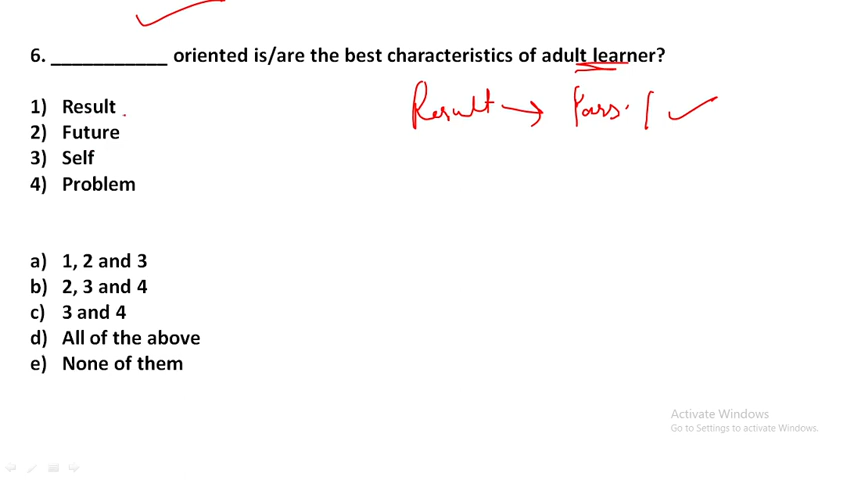 6. ___________ oriented is/are the best characteristics of adult learner?
Result → Pass.
1) Result
2) Future
3) Self
4) Problem
a) 1, 2 and 3
b) 2, 3 and 4
c) 3 and 4
d) All of the above
e) None of them
Activate Windows
Go to Settings to activate Windows.